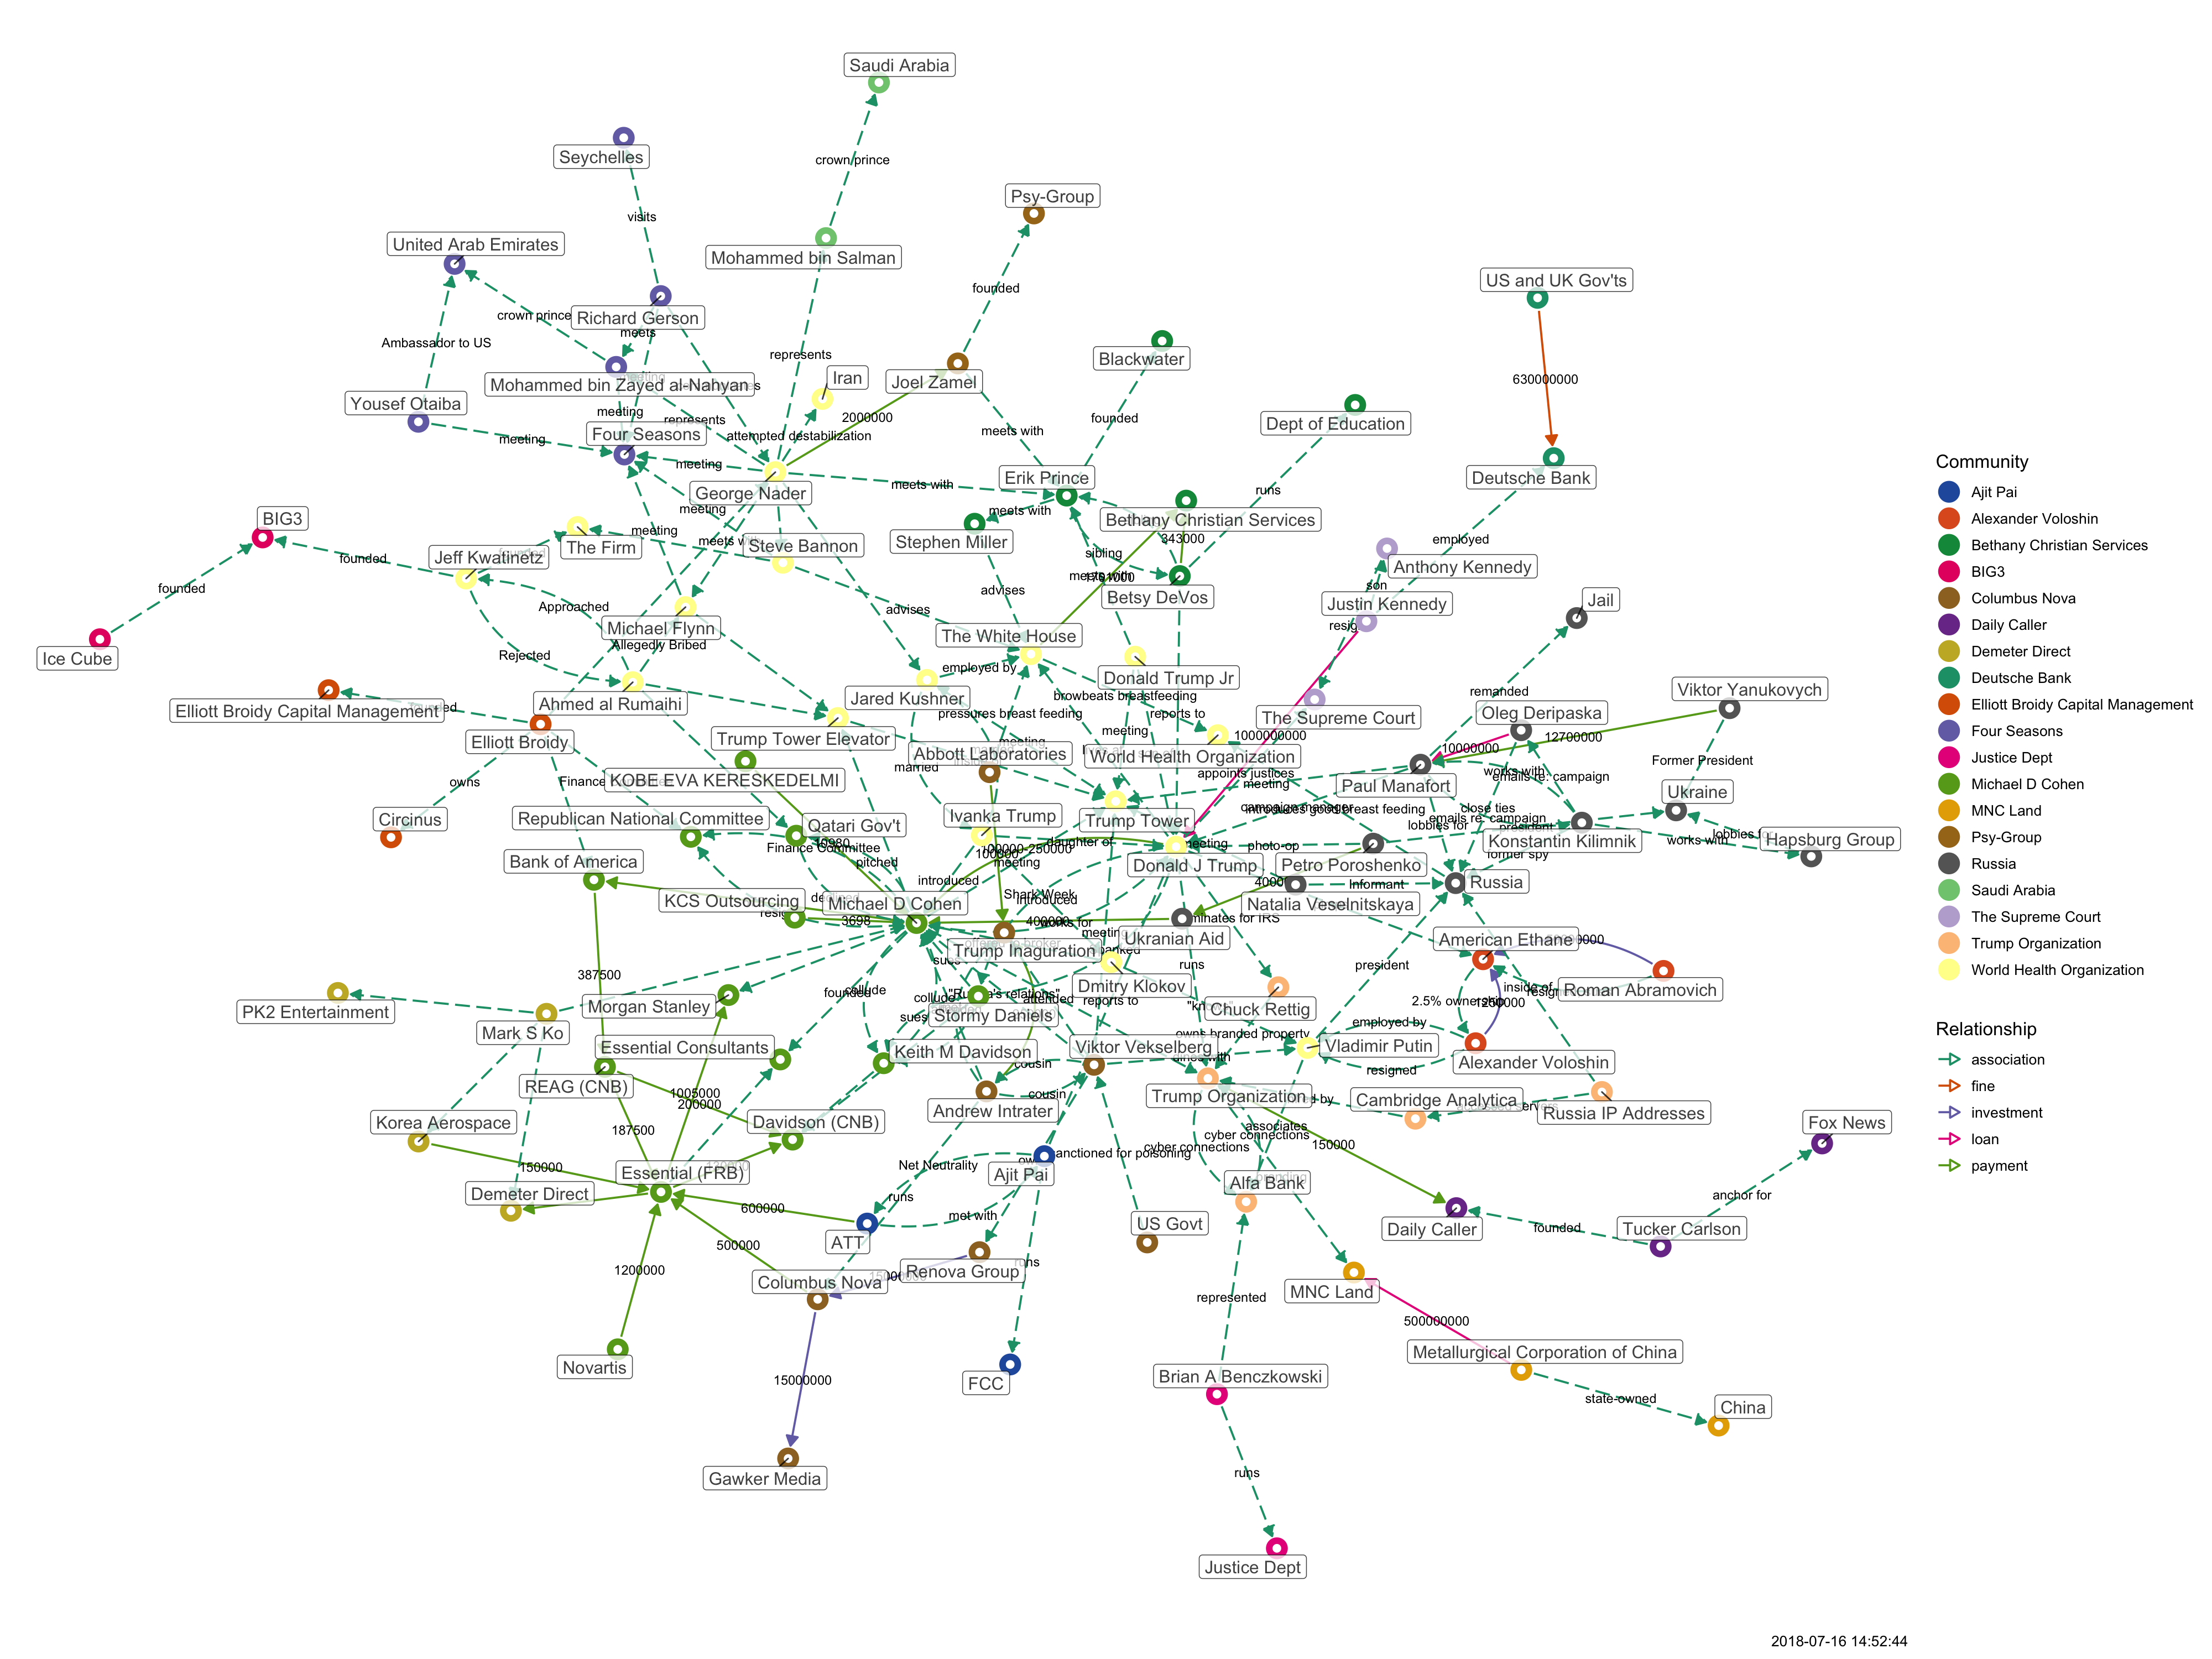 Saudi Arabia
Seychelles
crown prince
Psy-Group
visits
United Arab Emirates
Mohammed bin Salman
US and UK Gov'ts
founded
crown prince
Richard Gerson
Ambassador to US
meets
represents
Blackwater
Iran
Joel Zamel
630000000
Mohammed bin Zayed al-Nahyan
Yousef Otaiba
meeting
represents
2000000
founded
Dept of Education
Four Seasons
attempted destabilization
meets with
meeting
meeting
Erik Prince
Deutsche Bank
George Nader
meets with
runs
BIG3
meeting
meets with
Bethany Christian Services
meeting
Steve Bannon
Stephen Miller
343000
employed
The Firm
Jeff Kwatinetz
founded
sibling
Anthony Kennedy
founded
son
advises
Betsy DeVos
Justin Kennedy
Jail
Approached
advises
Michael Flynn
The White House
Allegedly Bribed
Ice Cube
Rejected
employed by
Donald Trump Jr
remanded
Viktor Yanukovych
browbeats breastfeeding
Jared Kushner
Ahmed al Rumaihi
Elliott Broidy Capital Management
pressures breast feeding
reports to
The Supreme Court
Oleg Deripaska
Elliott Broidy
Trump Tower Elevator
meeting
1000000000
12700000
10000000
Abbott Laboratories
World Health Organization
Former President
works with
emails re: campaign
appoints justices
KOBE EVA KERESKEDELMI
married
meeting
Paul Manafort
Ukraine
owns
campaign manager
introduces good breast feeding
close ties
Circinus
Republican National Committee
Qatari Gov't
Ivanka Trump
Trump Tower
emails re: campaign
lobbies for
president
lobbies for
Hapsburg Group
Konstantin Kilimnik
works with
Finance Committee
100000-250000
daughter of
meeting
photo-op
former spy
Bank of America
pitched
meeting
Donald J Trump
Petro Poroshenko
introduced
Informant
Russia
KCS Outsourcing
Michael D Cohen
Shark Week
introduced
Natalia Veselnitskaya
3698
400000
works for
Trump Inaguration
Ukranian Aid
American Ethane
meeting
387500
runs
president
Dmitry Klokov
Roman Abramovich
Morgan Stanley
founded
collude
PK2 Entertainment
attended
reports to
Chuck Rettig
2.5% ownership
1250000
Mark S Ko
Stormy Daniels
employed by
owns branded property
Essential Consultants
Keith M Davidson
Viktor Vekselberg
Vladimir Putin
Alexander Voloshin
REAG (CNB)
cousin
resigned
1005000
200000
cousin
Trump Organization
Cambridge Analytica
Russia IP Addresses
Andrew Intrater
Korea Aerospace
Davidson (CNB)
associates
cyber connections
Fox News
187500
150000
cyber connections
150000
Net Neutrality
Ajit Pai
Essential (FRB)
Alfa Bank
Demeter Direct
runs
anchor for
600000
met with
US Govt
Daily Caller
founded
Tucker Carlson
ATT
500000
1200000
Columbus Nova
Renova Group
represented
MNC Land
500000000
Novartis
15000000
FCC
Brian A Benczkowski
Metallurgical Corporation of China
state-owned
China
runs
Gawker Media
Justice Dept
Community
Ajit Pai
Alexander Voloshin
Bethany Christian Services
BIG3
Columbus Nova
Daily Caller
Demeter Direct
Deutsche Bank
Elliott Broidy Capital Management
Four Seasons
Justice Dept
Michael D Cohen
MNC Land
Psy-Group
Russia
Saudi Arabia
The Supreme Court
Trump Organization
World Health Organization
Relationship
association
fine
investment
loan
payment
2018-07-16 14:52:44